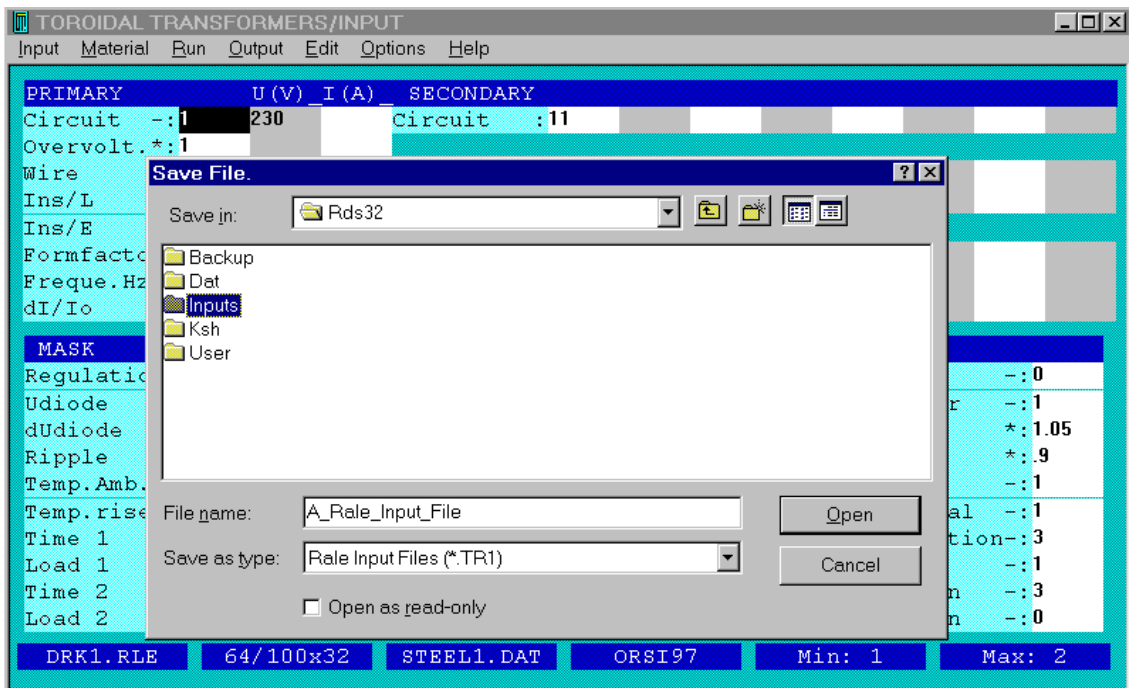 TOROIDAL TRANSFORMERS/INPUT
Input Material Run Output Edit Options Help
PRIMARY U(V)_I(A)_ SECONDARY
Circuit -:1 230 Circuit :11
Overvolt.*:1
Wire
Ins/L
Ins/E
Formfacto
Freque.Hz
dI/Io
Save File.
Save in: Rds32
Backup
Dat
Inputs
Ksh
User
File name: A_Rale_Input_File Open
Save as type: Rale Input Files (*.TR1) Cancel
Open as read-only
MASK
Regulatio -:0
Udiode r -:1
dUdiode *:1.05
Ripple *:.9
Temp.Amb. -:1
Temp.rise al -:1
Time 1 tion-:3
Load 1 -:1
Time 2 n -:3
Load 2 n -:0
DRK1.RLE 64/100x32 STEEL1.DAT ORSI97 Min: 1 Max: 2